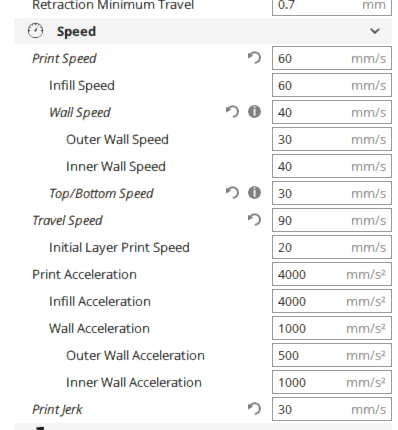 Retraction Minimum Travel 0.7 mm
Speed
Print Speed 60 mm/s
Infill Speed 60 mm/s
Wall Speed 40 mm/s
Outer Wall Speed 30 mm/s
Inner Wall Speed 40 mm/s
Top/Bottom Speed 30 mm/s
Travel Speed 90 mm/s
Initial Layer Print Speed 20 mm/s
Print Acceleration 4000 mm/s²
Infill Acceleration 4000 mm/s²
Wall Acceleration 1000 mm/s²
Outer Wall Acceleration 500 mm/s²
Inner Wall Acceleration 1000 mm/s²
Print Jerk 30 mm/s